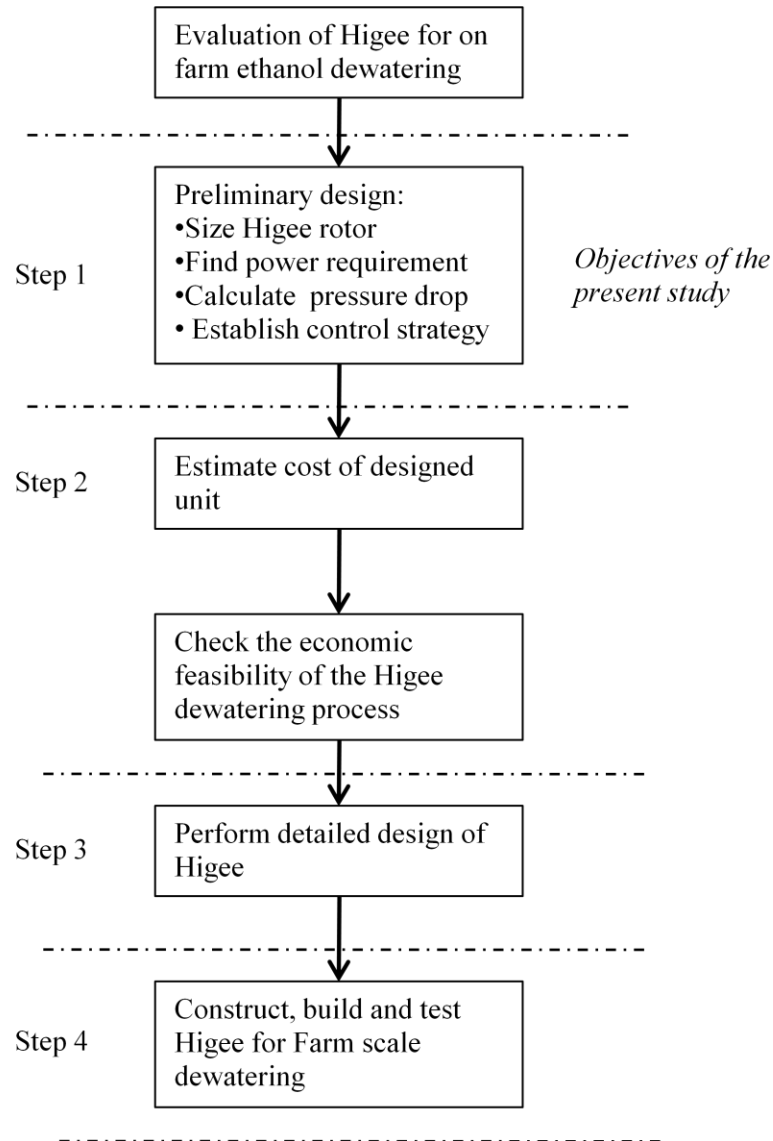 Evaluation of Higee for on
farm ethanol dewatering
Step 1
Preliminary design:
•Size Higee rotor
•Find power requirement
•Calculate pressure drop
• Establish control strategy
Objectives of the
present study
Step 2
Estimate cost of designed
unit
Check the economic
feasibility of the Higee
dewatering process
Step 3
Perform detailed design of
Higee
Step 4
Construct, build and test
Higee for Farm scale
dewatering